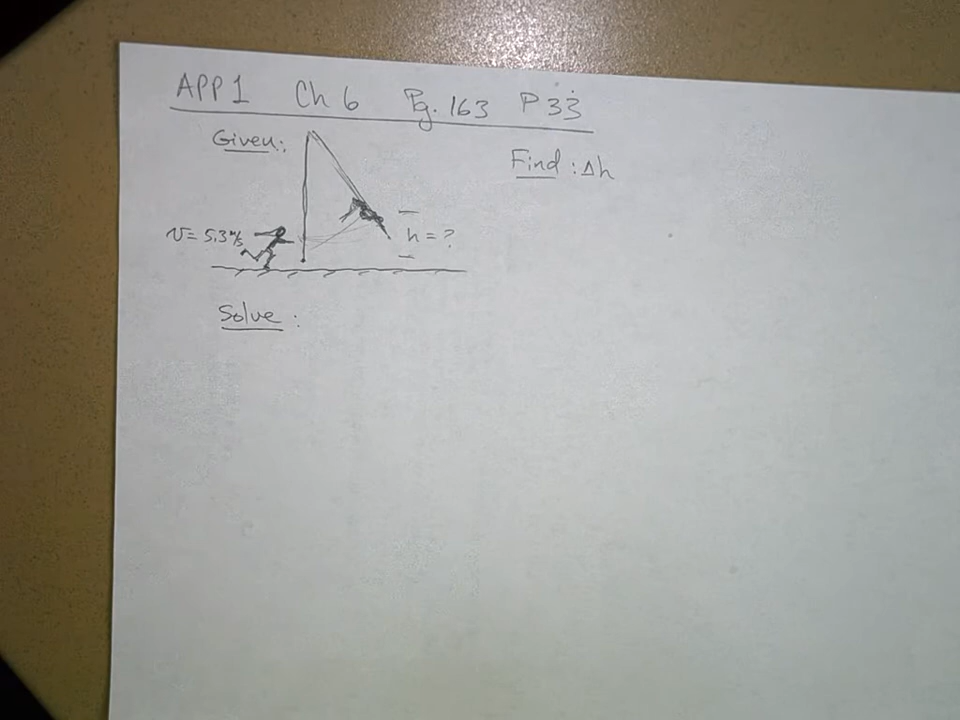 APP 1 Ch 6 Pg. 163 P 33
Given:
Find: Δh
v = 5.3 m/s
h = ?
Solve: